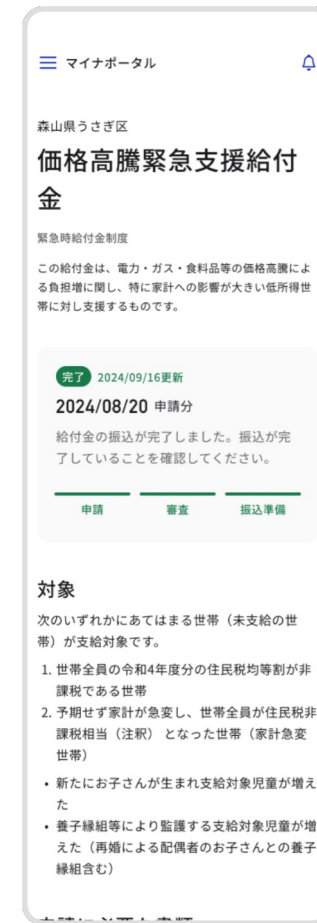 マイナポータル
森山県うさぎ区
価格高騰緊急支援給付
金
緊急時給付金制度
この給付金は、電力・ガス・食料品等の価格高騰によ
る負担増に関し、特に家計への影響が大きい低所得世
帯に対し支援するものです。
完了 2024/09/16更新
2024/08/20 申請分
給付金の振込が完了しました。振込が完
了していることを確認してください。
申請 審査 振込準備
対象
次のいずれかにあてはまる世帯（未支給の世
帯）が支給対象です。
1. 世帯全員の令和4年度分の住民税均等割が非
課税である世帯
2. 予期せず家計が急変し、世帯全員が住民税非
課税相当（注釈） となった世帯（家計急変
世帯）
• 新たにお子さんが生まれ支給対象児童が増え
た
• 養子縁組等により監護する支給対象児童が増
えた（再婚による配偶者のお子さんとの養子
縁組含む）